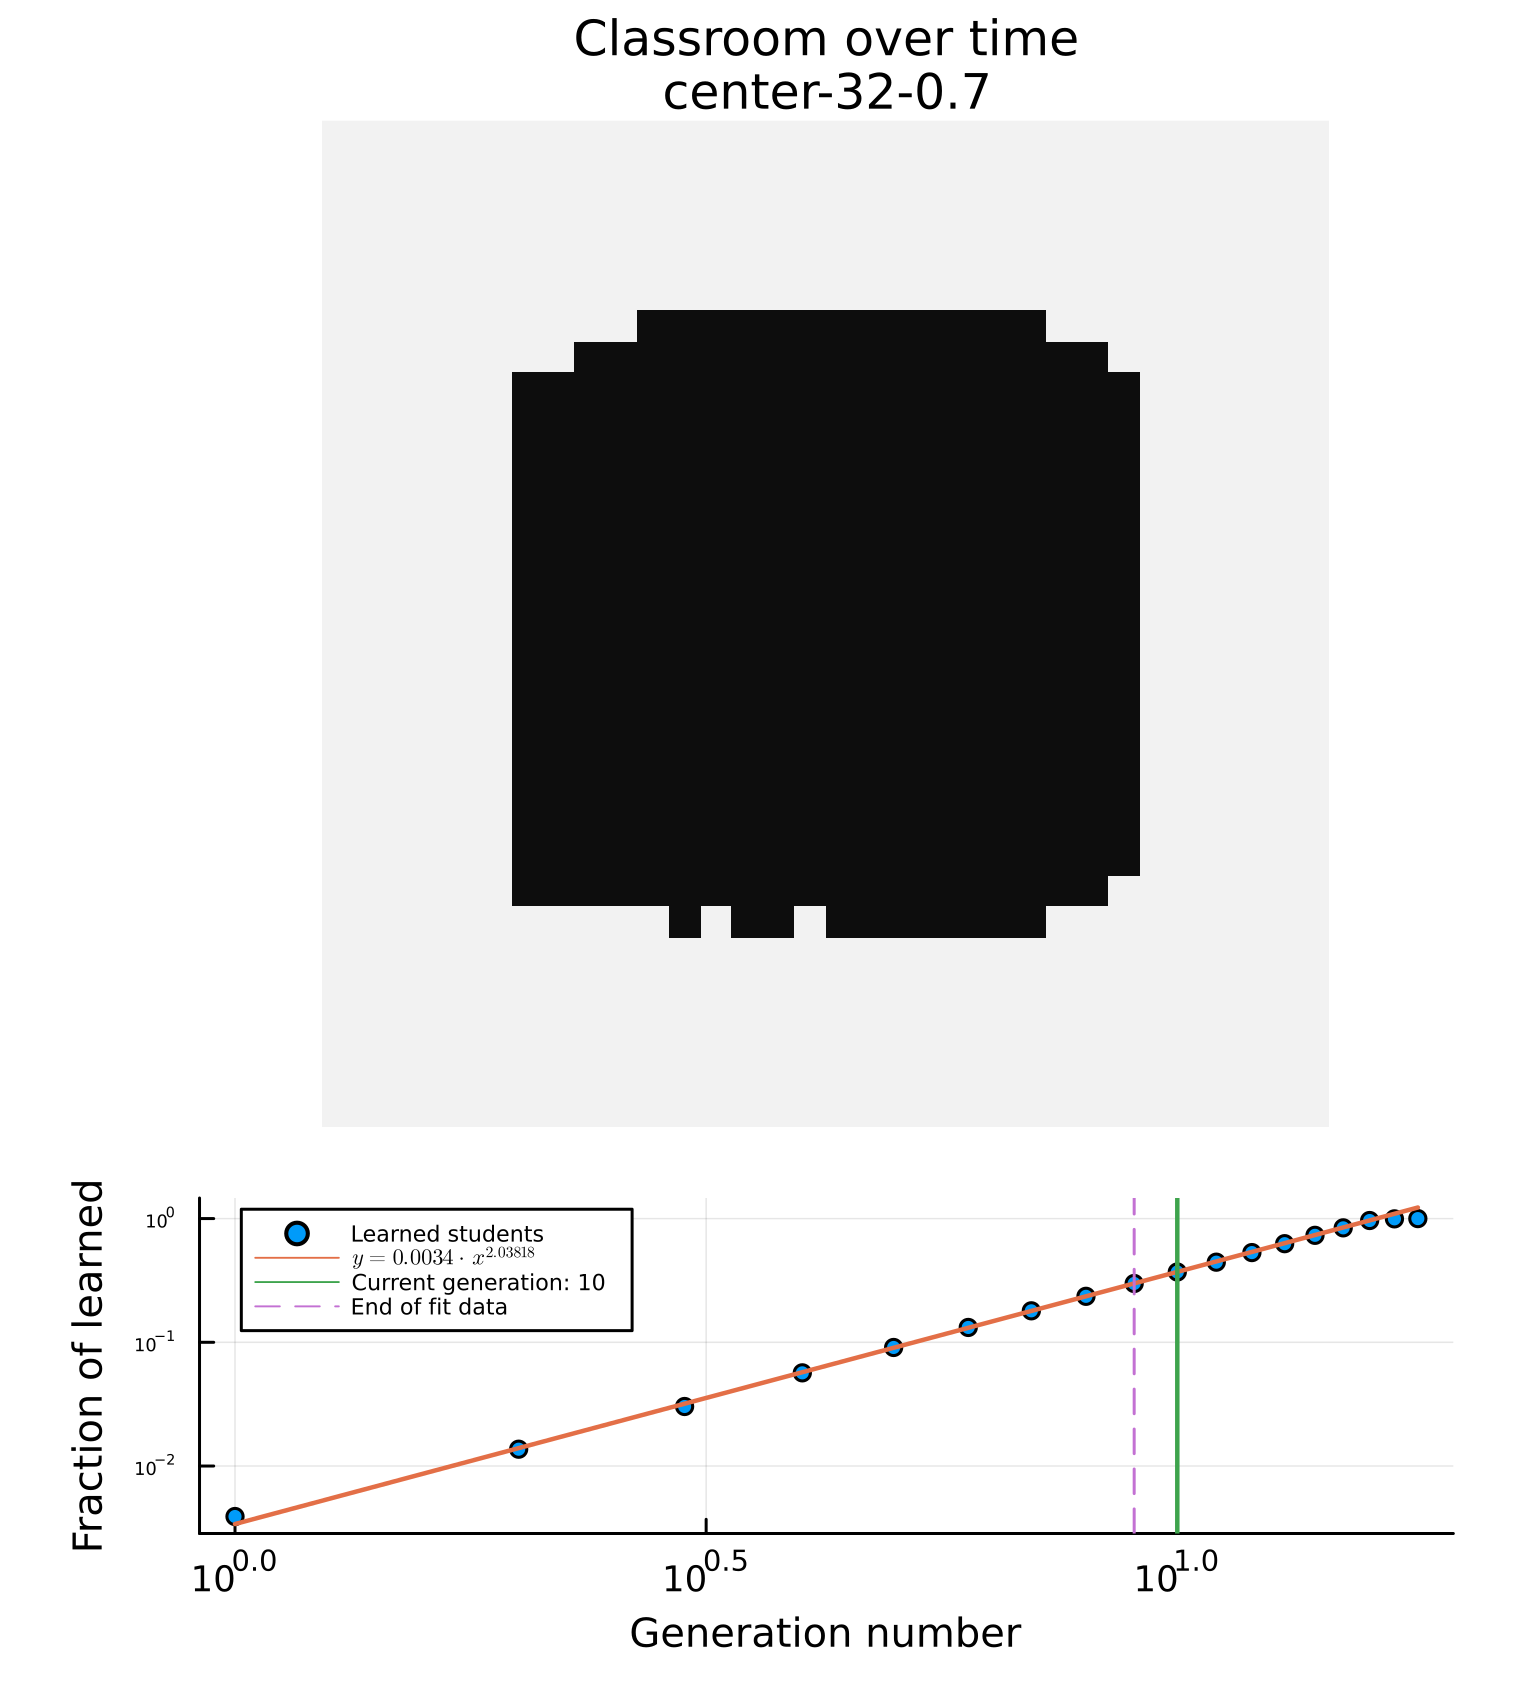 Classroom over time
center-32-0.7
Fraction of learned
10⁰
10⁻¹
10⁻²
Learned students
y = 0.0034 · x^{2.03818}
Current generation: 10
End of fit data
10^{0.0}
10^{0.5}
10^{1.0}
Generation number